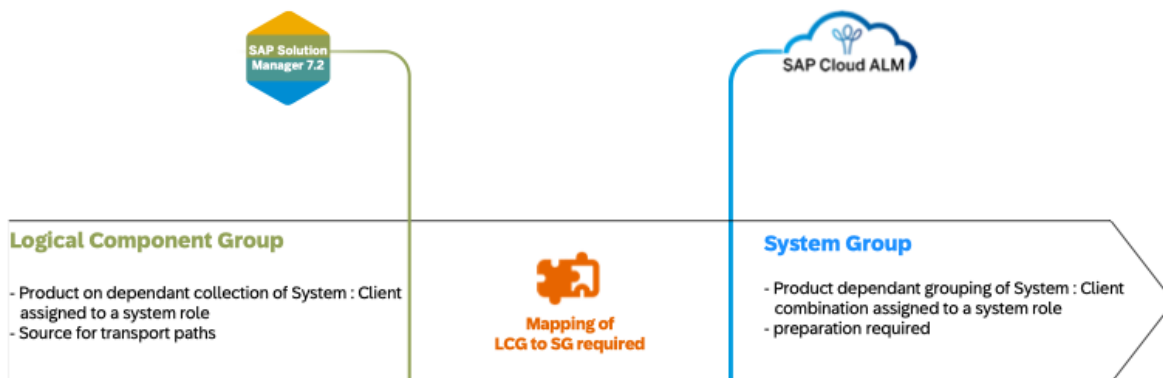 SAP Solution
Manager 7.2
SAP Cloud ALM
Logical Component Group
- Product on dependant collection of System : Client
assigned to a system role
- Source for transport paths
Mapping of
LCG to SG required
System Group
- Product dependant grouping of System : Client
combination assigned to a system role
- preparation required